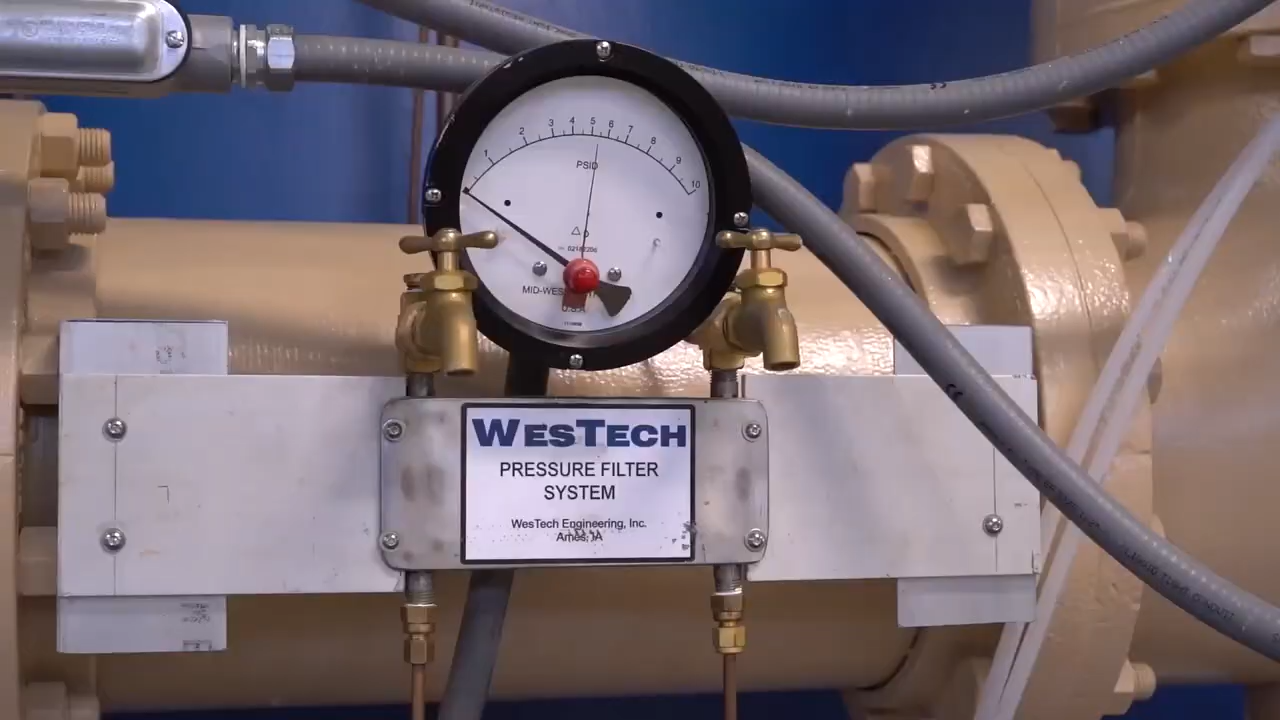 1 2 3 4 5 6 7 8 9 10
PSID
MID-WES
U.S.A
WESTECH
PRESSURE FILTER
SYSTEM
WesTech Engineering, Inc.
Ames, IA